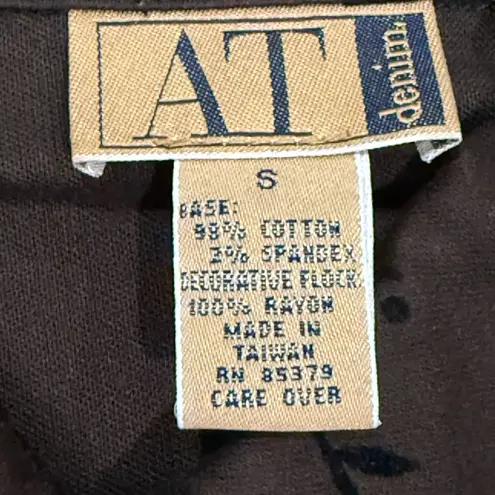 AT denim.
S
BASE:
98% COTTON
2% SPANDEX
DECORATIVE FLOCK
100% RAYON
MADE IN
TAIWAN
RN 85379
CARE OVER